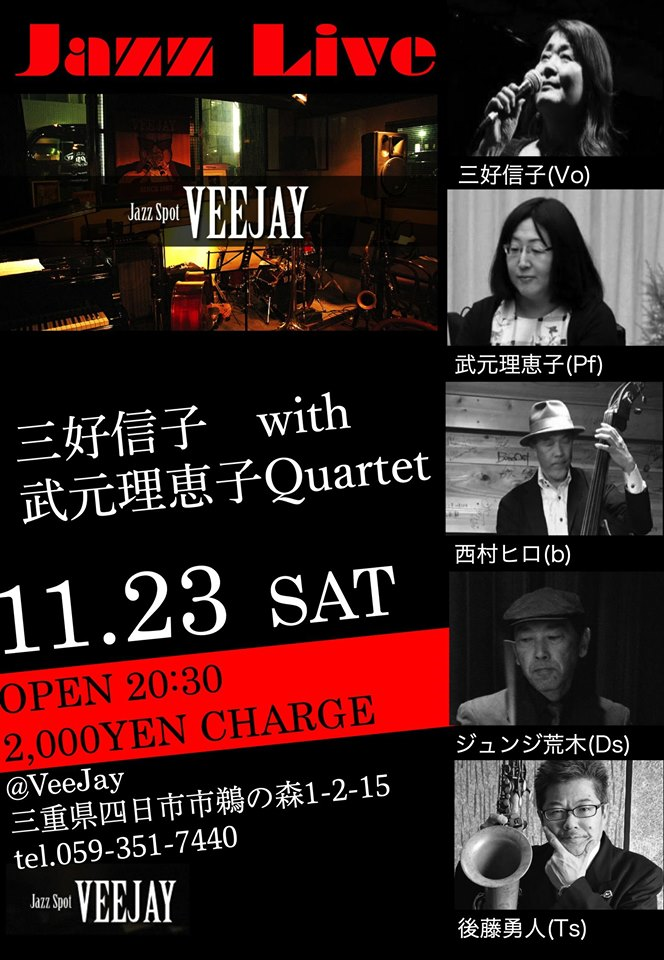 Jazz Live
Jazz Spot VEEJAY
三好信子 with
武元理恵子Quartet
11.23 SAT
OPEN 20:30
2,000YEN CHARGE
@VeeJay
三重県四日市市鵜の森1-2-15
tel.059-351-7440
Jazz Spot VEEJAY
三好信子(Vo)
武元理恵子(Pf)
西村ヒロ(b)
ジュンジ荒木(Ds)
後藤勇人(Ts)